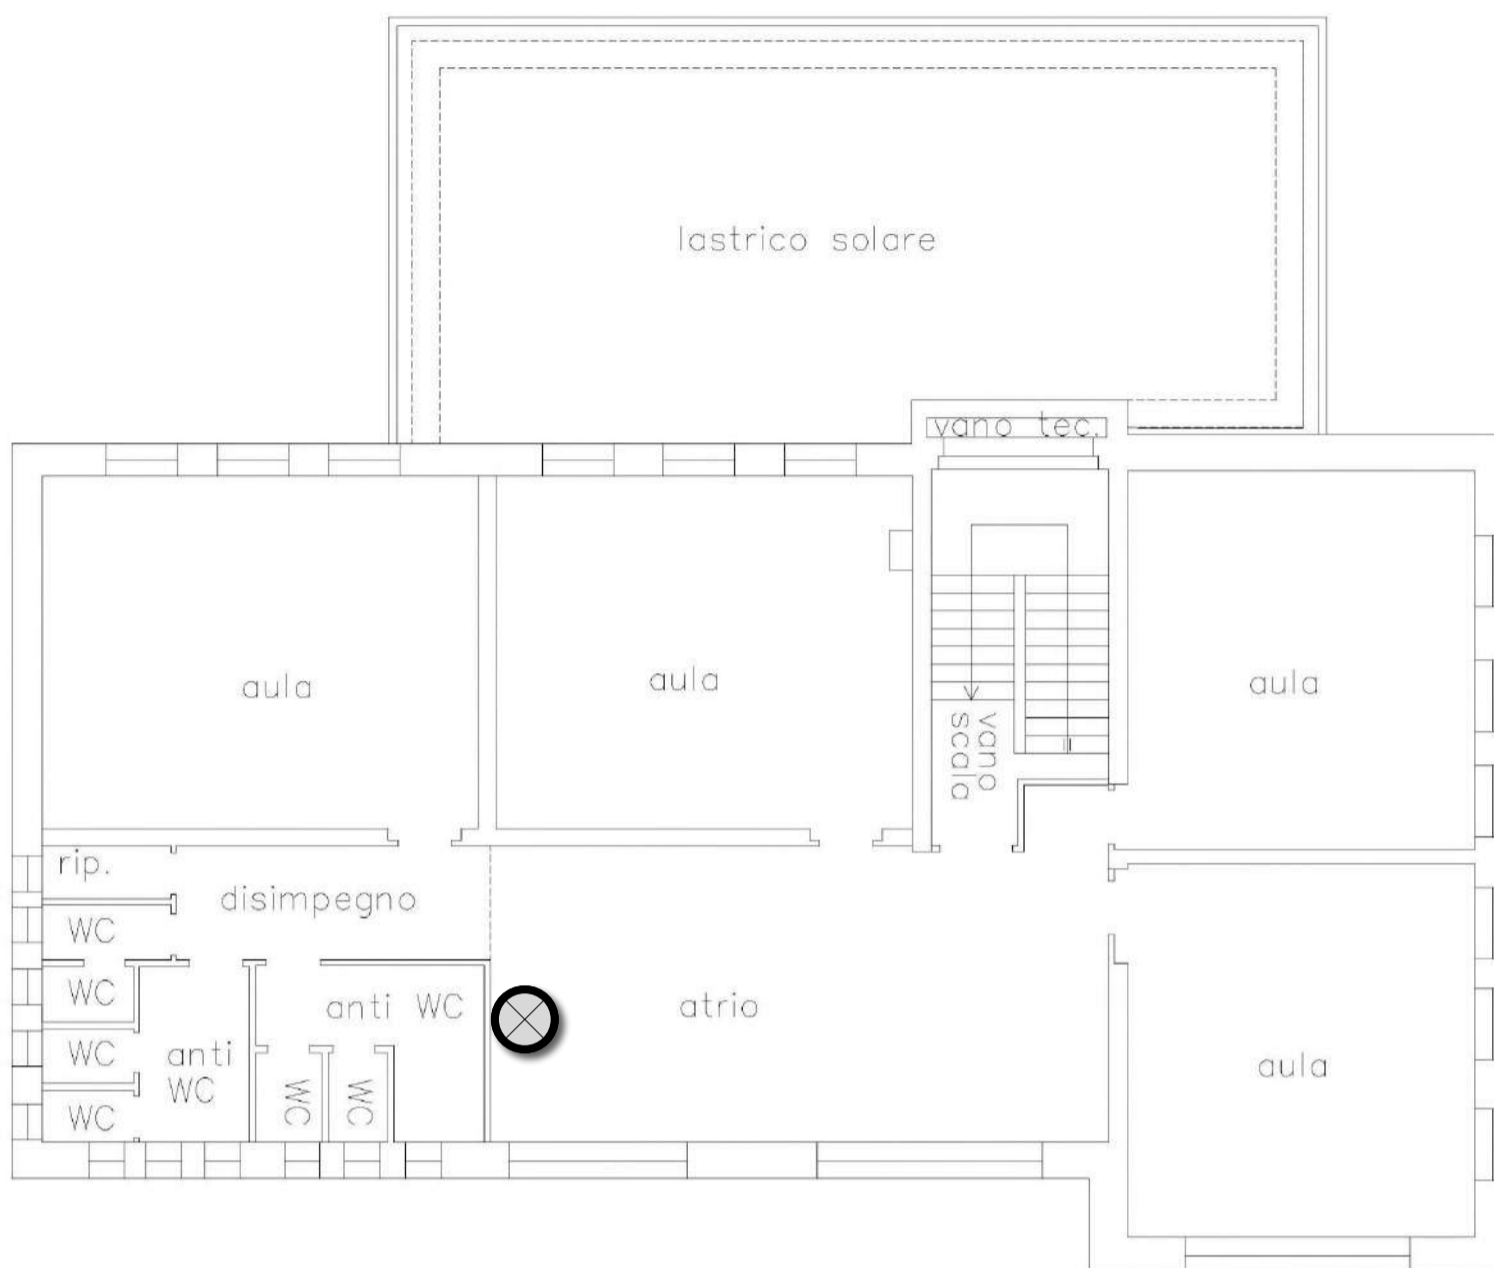 lastrico solare
vano tec.
aula
aula
aula
vano
scala
rip.
disimpegno
WC
WC
anti WC
atrio
WC
anti
WC
aula
WC
WC
WC